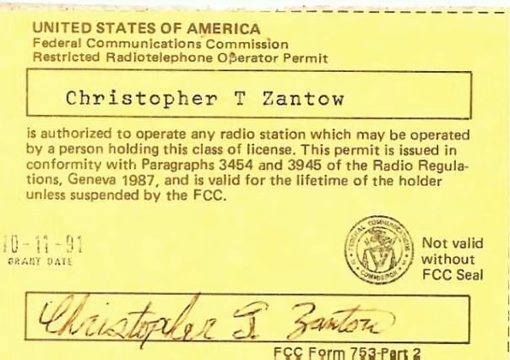 UNITED STATES OF AMERICA
Federal Communications Commission
Restricted Radiotelephone Operator Permit
Christopher T Zantow
is authorized to operate any radio station which may be operated
by a person holding this class of license. This permit is issued in
conformity with Paragraphs 3454 and 3945 of the Radio Regula-
tions, Geneva 1987, and is valid for the lifetime of the holder
unless suspended by the FCC.
10-11-91
GRANT DATE
FEDERAL COMMUNICATIONS COMMISSION
Not valid
without
FCC Seal
Christopher T Zantow
FCC Form 753-Part 2